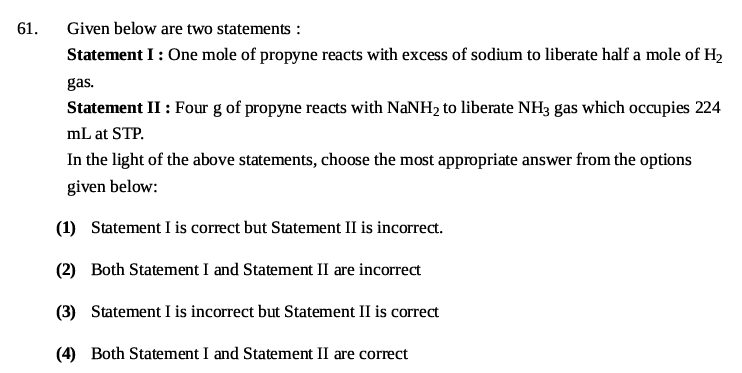 61. Given below are two statements :
Statement I : One mole of propyne reacts with excess of sodium to liberate half a mole of H₂
gas.
Statement II : Four g of propyne reacts with NaNH₂ to liberate NH₃ gas which occupies 224
mL at STP.
In the light of the above statements, choose the most appropriate answer from the options
given below:
(1) Statement I is correct but Statement II is incorrect.
(2) Both Statement I and Statement II are incorrect
(3) Statement I is incorrect but Statement II is correct
(4) Both Statement I and Statement II are correct